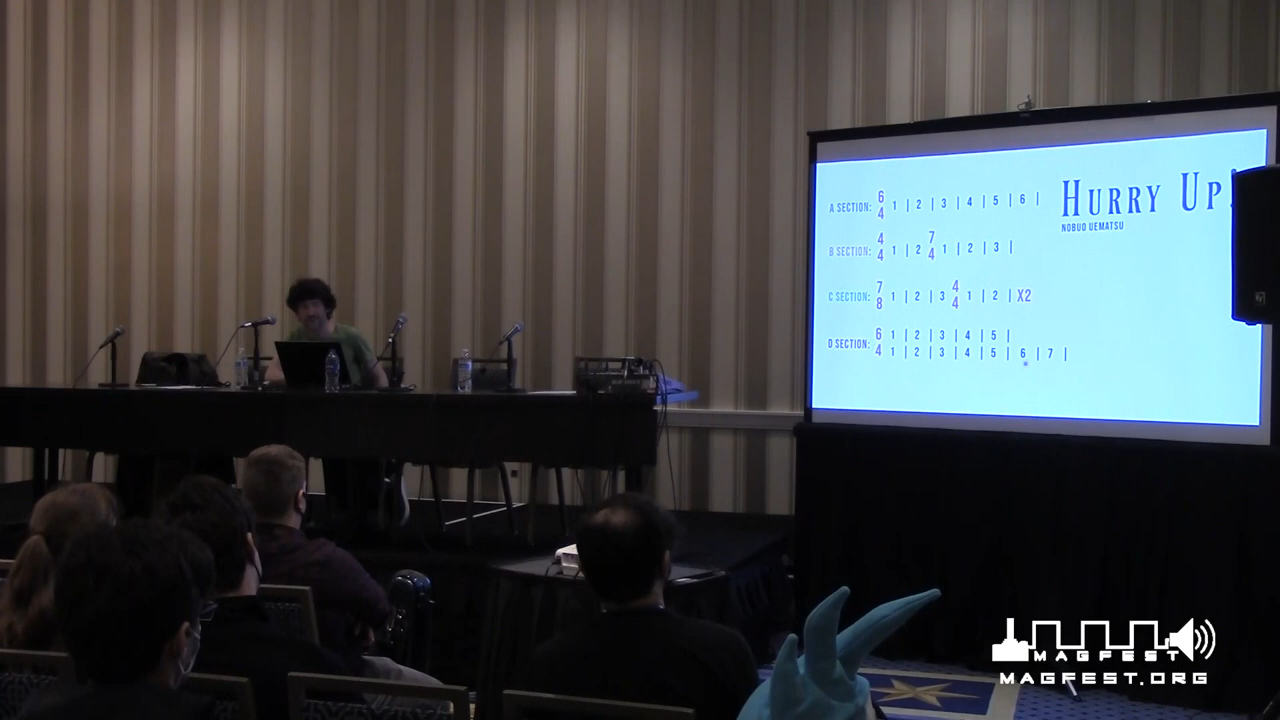 HURRY UP!
NOBUO UEMATSU
A SECTION: 6/4 1 | 2 | 3 | 4 | 5 | 6 |
B SECTION: 4/4 1 | 2 7/4 1 | 2 | 3 |
C SECTION: 7/8 1 | 2 | 3 4/4 1 | 2 | X2
D SECTION: 6/4 1 | 2 | 3 | 4 | 5 |
1 | 2 | 3 | 4 | 5 | 6 | 7 |
MAGFEST
MAGFEST.ORG